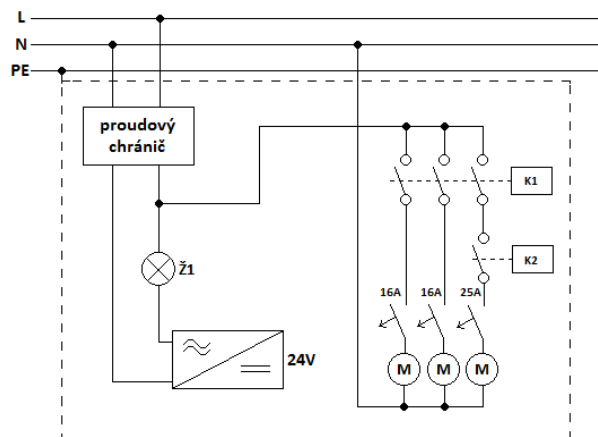 L
N
PE
proudový
chránič
K1
Ž1
K2
16A 16A 25A
24V
M M M